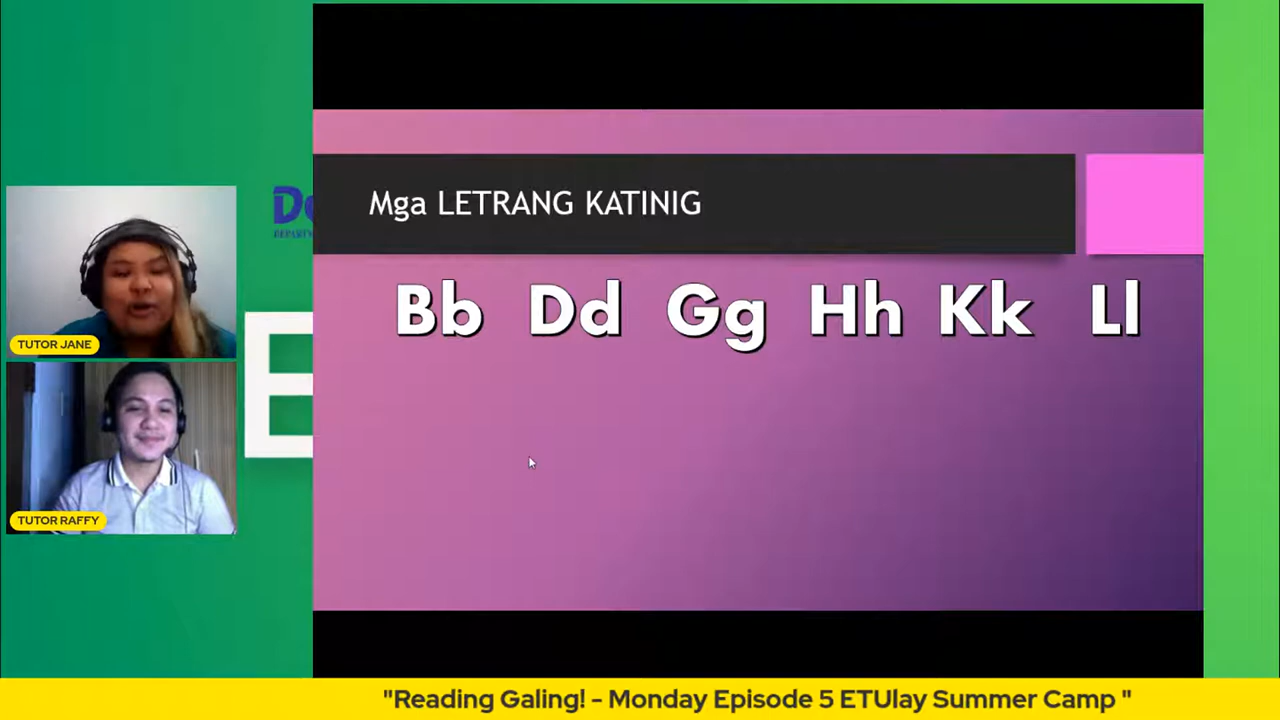 Mga LETRANG KATINIG
Bb Dd Gg Hh Kk Ll
TUTOR JANE
TUTOR RAFFY
E
"Reading Galing! - Monday Episode 5 ETUlay Summer Camp "